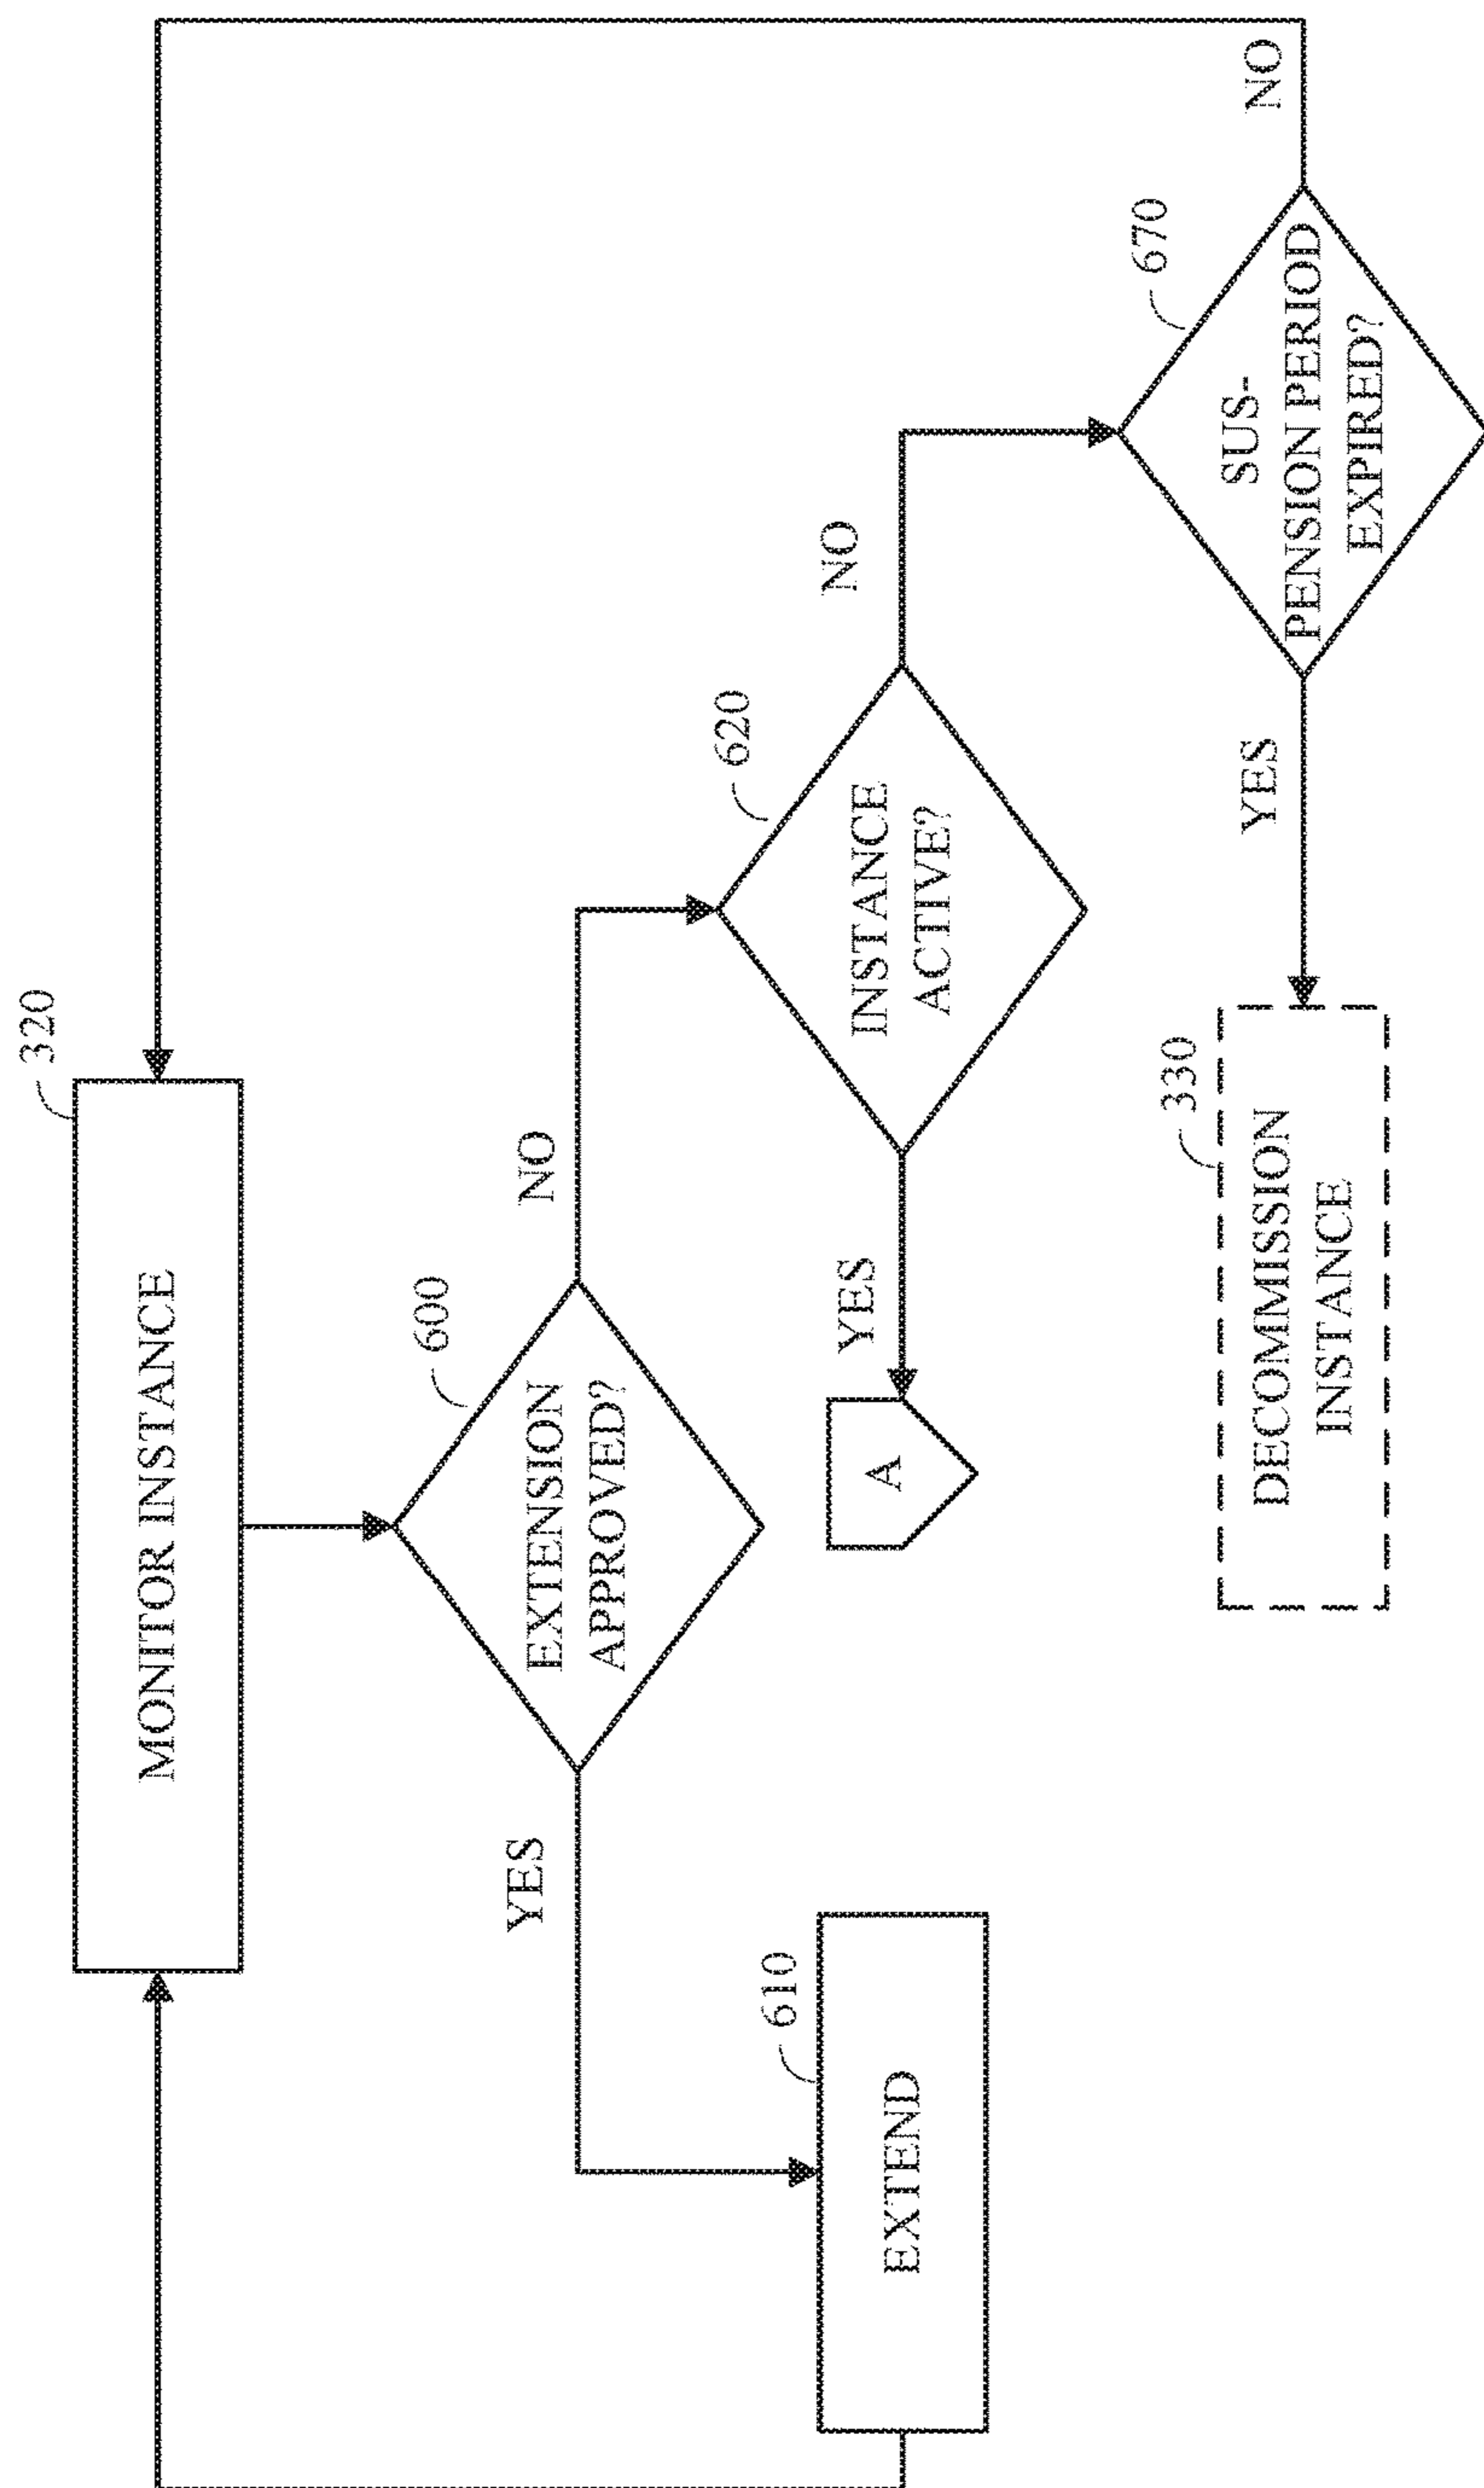 320
MONITOR INSTANCE
600
EXTENSION
APPROVED?
YES
NO
610
EXTEND
620
INSTANCE
ACTIVE?
YES
NO
A
670
SUS-
PENSION PERIOD
EXPIRED?
YES
NO
330
DECOMMISSION
INSTANCE